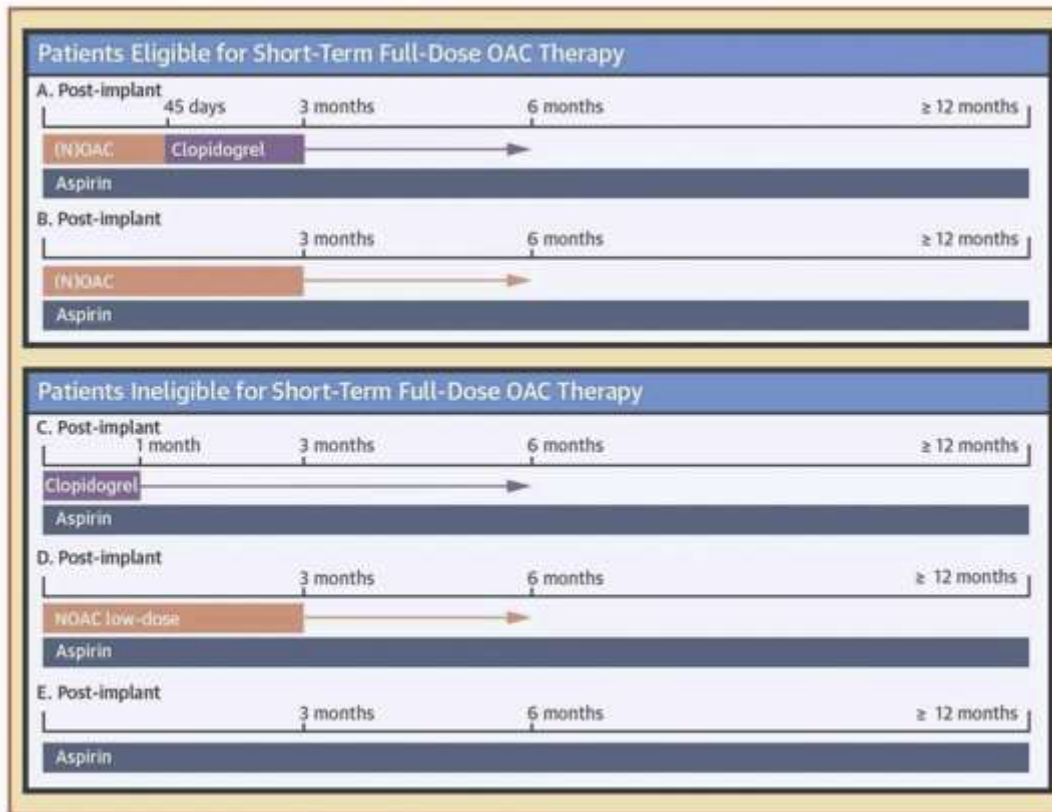 Patients Eligible for Short-Term Full-Dose OAC Therapy
A. Post-implant
45 days 3 months 6 months ≥ 12 months
(N)OAC Clopidogrel
Aspirin
B. Post-implant
3 months 6 months ≥ 12 months
(N)OAC
Aspirin
Patients Ineligible for Short-Term Full-Dose OAC Therapy
C. Post-implant
1 month 3 months 6 months ≥ 12 months
Clopidogrel
Aspirin
D. Post-implant
3 months 6 months ≥ 12 months
NOAC low-dose
Aspirin
E. Post-implant
3 months 6 months ≥ 12 months
Aspirin